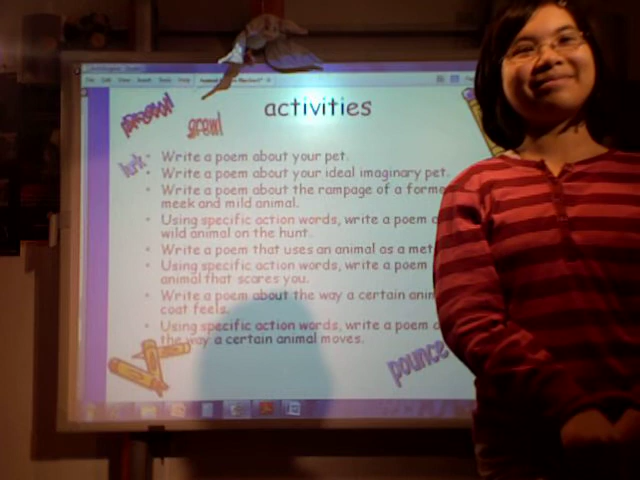 activities
prowl
growl
lurk
Write a poem about your pet.
Write a poem about your ideal imaginary pet.
Write a poem about the rampage of a forme
meek and mild animal.
Using specific action words, write a poem a
wild animal on the hunt.
Write a poem that uses an animal as a met
Using specific action words, write a poem
animal that scares you.
Write a poem about the way a certain anim
coat feels.
Using specific action words, write a poem a
the way a certain animal moves.
pounce